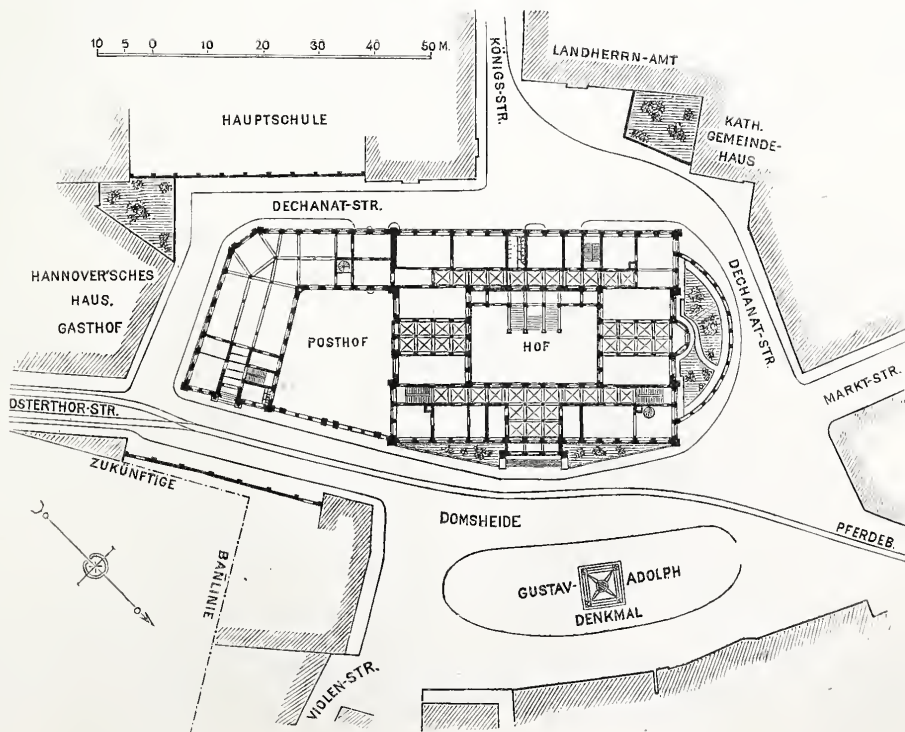 10 5 0 10 20 30 40 50 M.
KÖNIGS-STR.
LANDHERRN-AMT
HAUPTSCHULE
KATH.
GEMEINDE-
HAUS
DECHANAT-STR.
HANNOVER'SCHES
HAUS.
GASTHOF
DECHANAT-STR.
POSTHOF
HOF
MARKT-STR.
OSTERTHOR-STR.
ZUKÜNFTIGE
BANLINIE
DOMSHEIDE
PFERDEB.
GUSTAV-ADOLPH
DENKMAL
VIOLEN-STR.